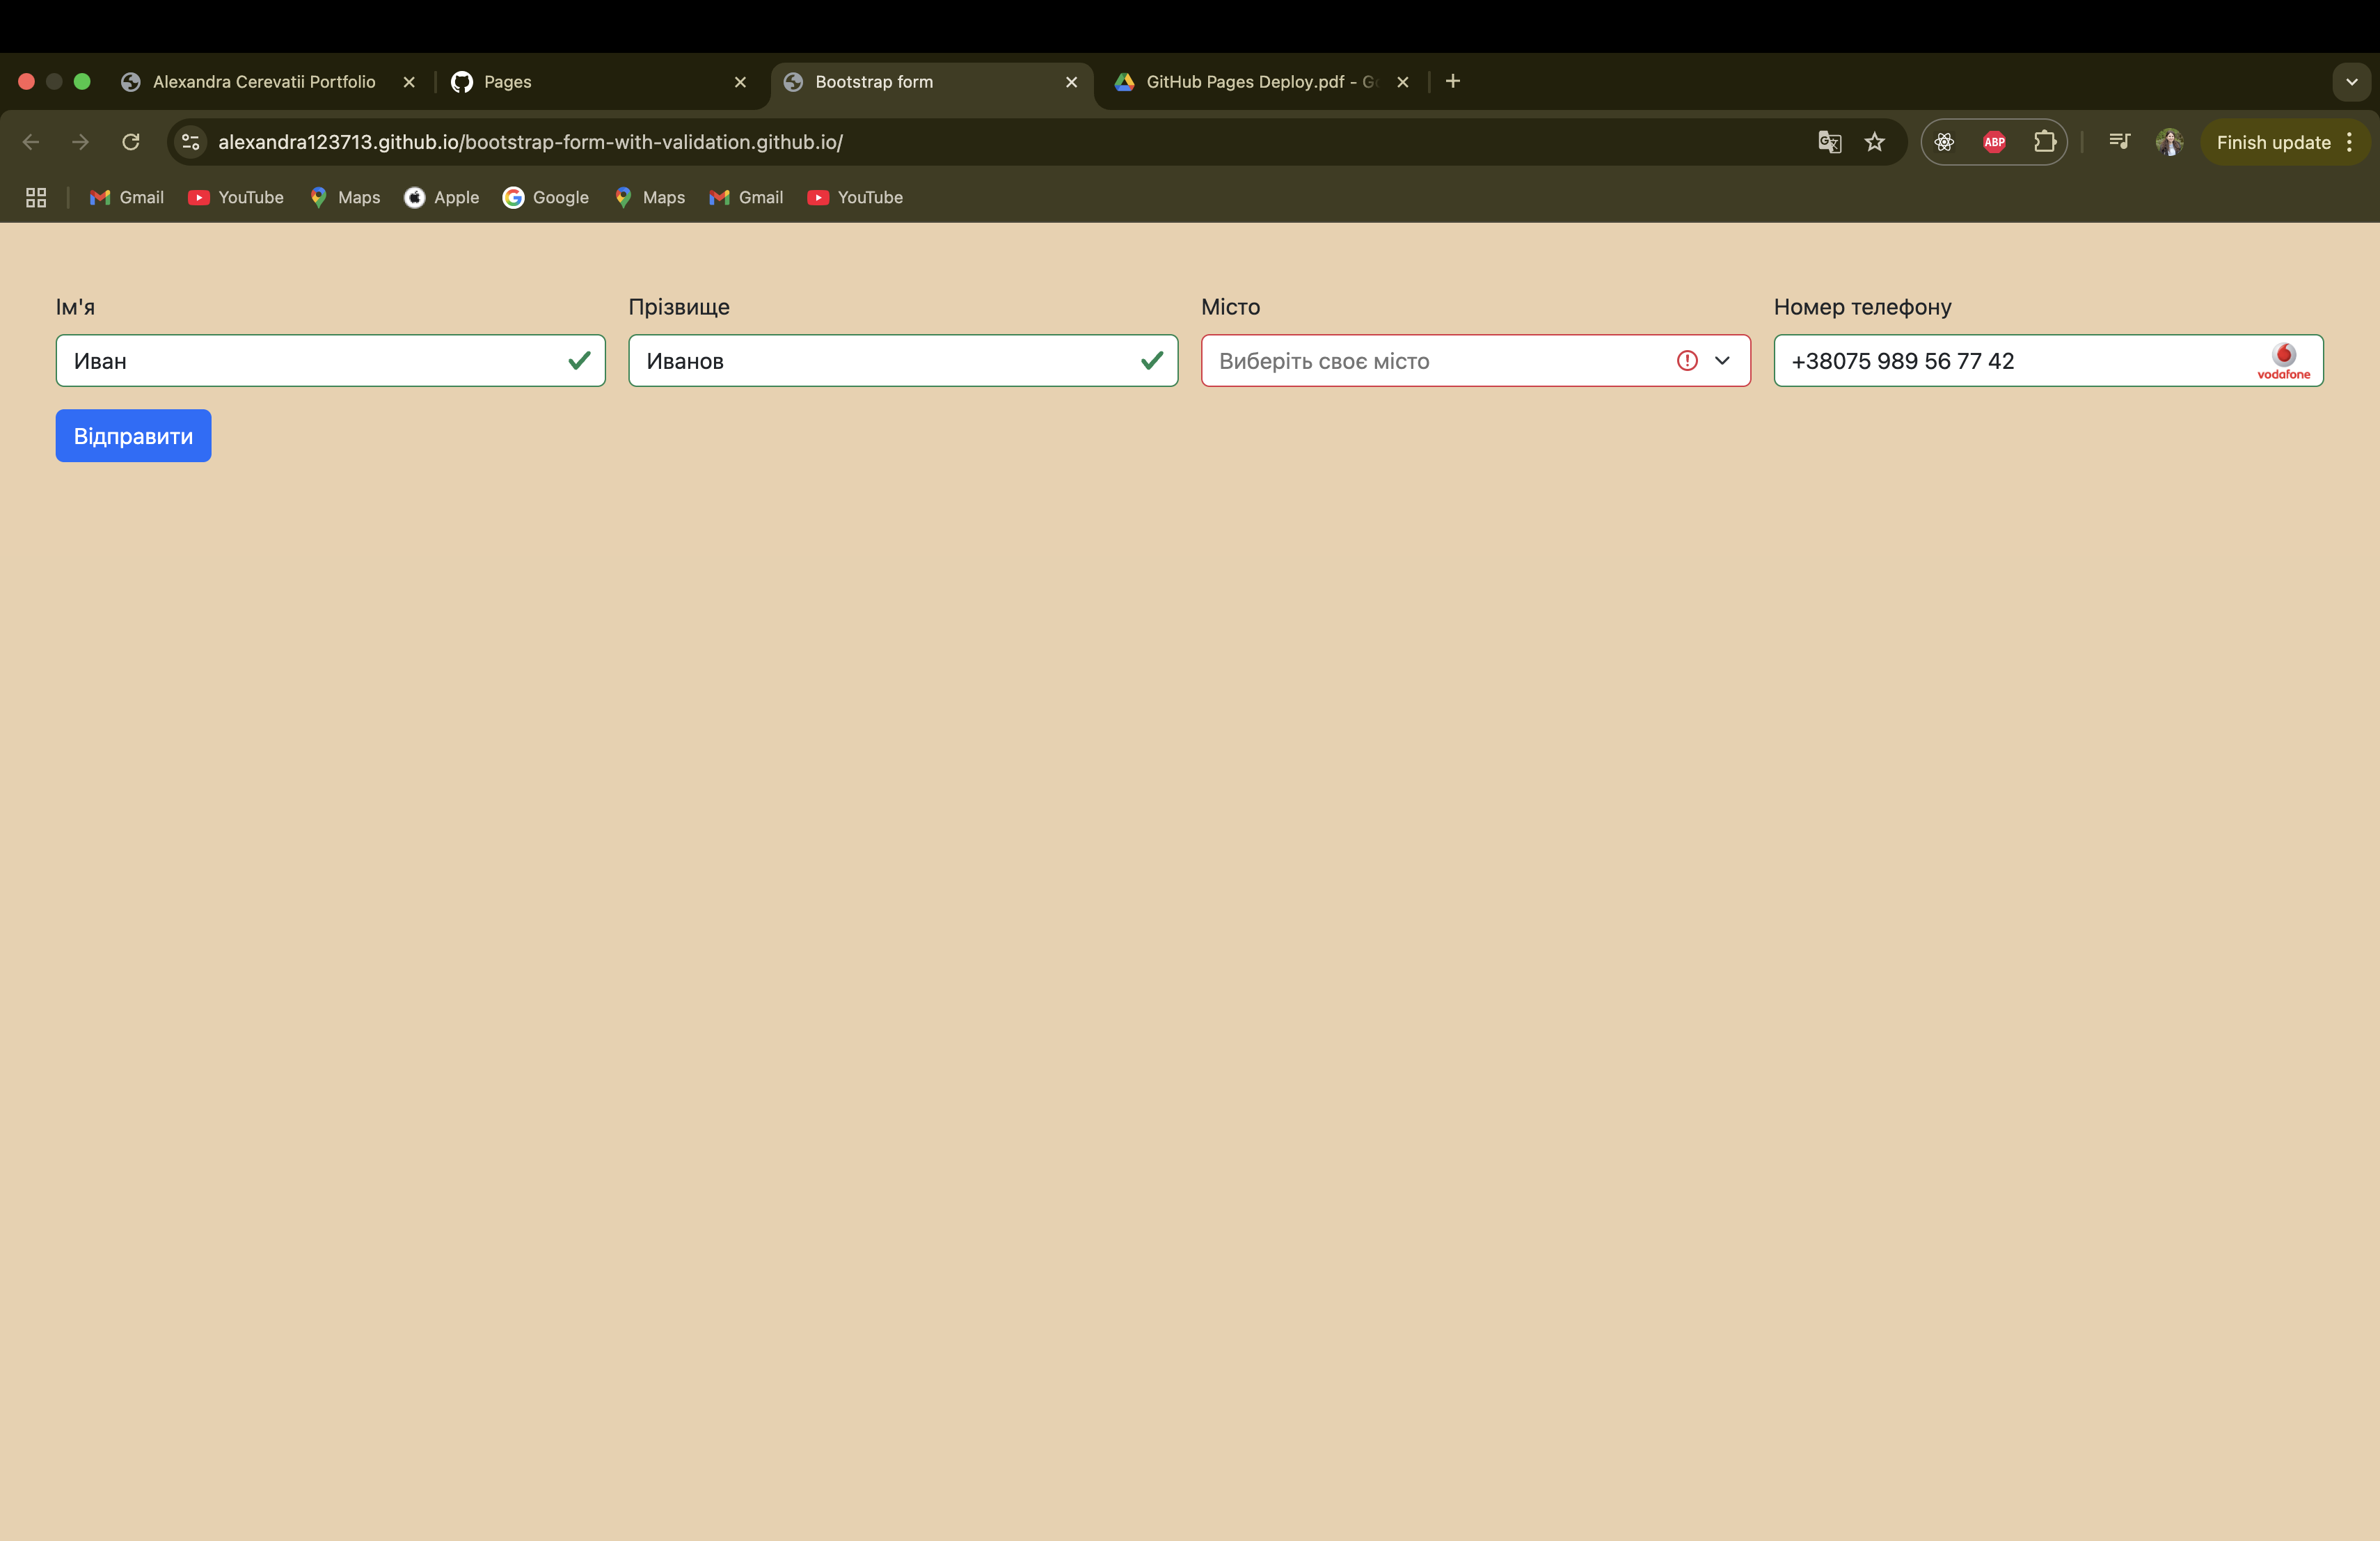 Alexandra Cerevatii Portfolio
Pages
Bootstrap form
GitHub Pages Deploy.pdf - Go
alexandra123713.github.io/bootstrap-form-with-validation.github.io/
ABP
Finish update
Gmail
YouTube
Maps
Apple
Google
Maps
Gmail
YouTube
Ім'я
Прізвище
Місто
Номер телефону
Иван
Иванов
Виберіть своє місто
+38075 989 56 77 42
vodafone
Відправити